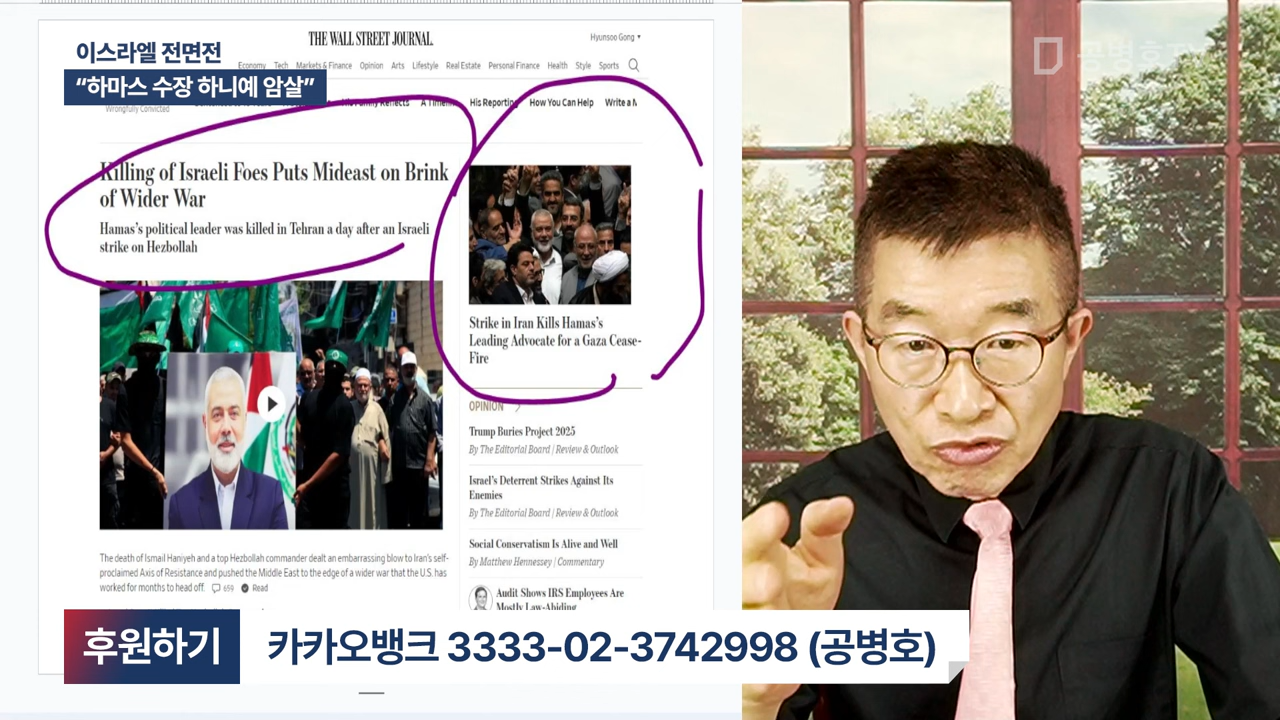 이스라엘 전면전
“하마스 수장 하니예 암살”
THE WALL STREET JOURNAL.
Hyunsoo Gong
Economy Tech Markets & Finance Opinion Arts Lifestyle Real Estate Personal Finance Health Style Sports
Wrongfully Convicted
His Reporting How You Can Help Write a N
Killing of Israeli Foes Puts Mideast on Brink
of Wider War
Hamas's political leader was killed in Tehran a day after an Israeli
strike on Hezbollah
The death of Ismail Haniyeh and a top Hezbollah commander dealt an embarrassing blow to Iran's self-
proclaimed Axis of Resistance and pushed the Middle East to the edge of a wider war that the U.S. has
worked for months to head off. 659 Read
Strike in Iran Kills Hamas's
Leading Advocate for a Gaza Cease-
Fire
OPINION
Trump Buries Project 2025
By The Editorial Board | Review & Outlook
Israel's Deterrent Strikes Against Its
Enemies
By The Editorial Board | Review & Outlook
Social Conservatism Is Alive and Well
By Matthew Hennessey | Commentary
Audit Shows IRS Employees Are
Mostly Law-Abiding
공병호TV
후원하기
카카오뱅크 3333-02-3742998 (공병호)